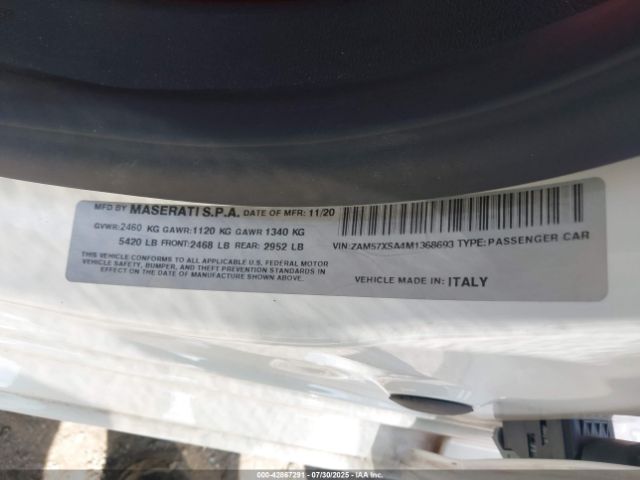 MFD BY MASERATI S.P.A. DATE OF MFR: 11/20
GVWR: 2460 KG GAWR: 1120 KG GAWR 1340 KG
5420 LB FRONT: 2468 LB REAR: 2952 LB
THIS VEHICLE CONFORMS TO ALL APPLICABLE U.S. FEDERAL MOTOR
VEHICLE SAFETY, BUMPER, AND THEFT PREVENTION STANDARDS IN
EFFECT ON THE DATE OF MANUFACTURE SHOWN ABOVE.
VIN: ZAM57XSA4M1368693 TYPE: PASSENGER CAR
VEHICLE MADE IN: ITALY
000-42867291 - 07/30/2025 - IAAI.COM